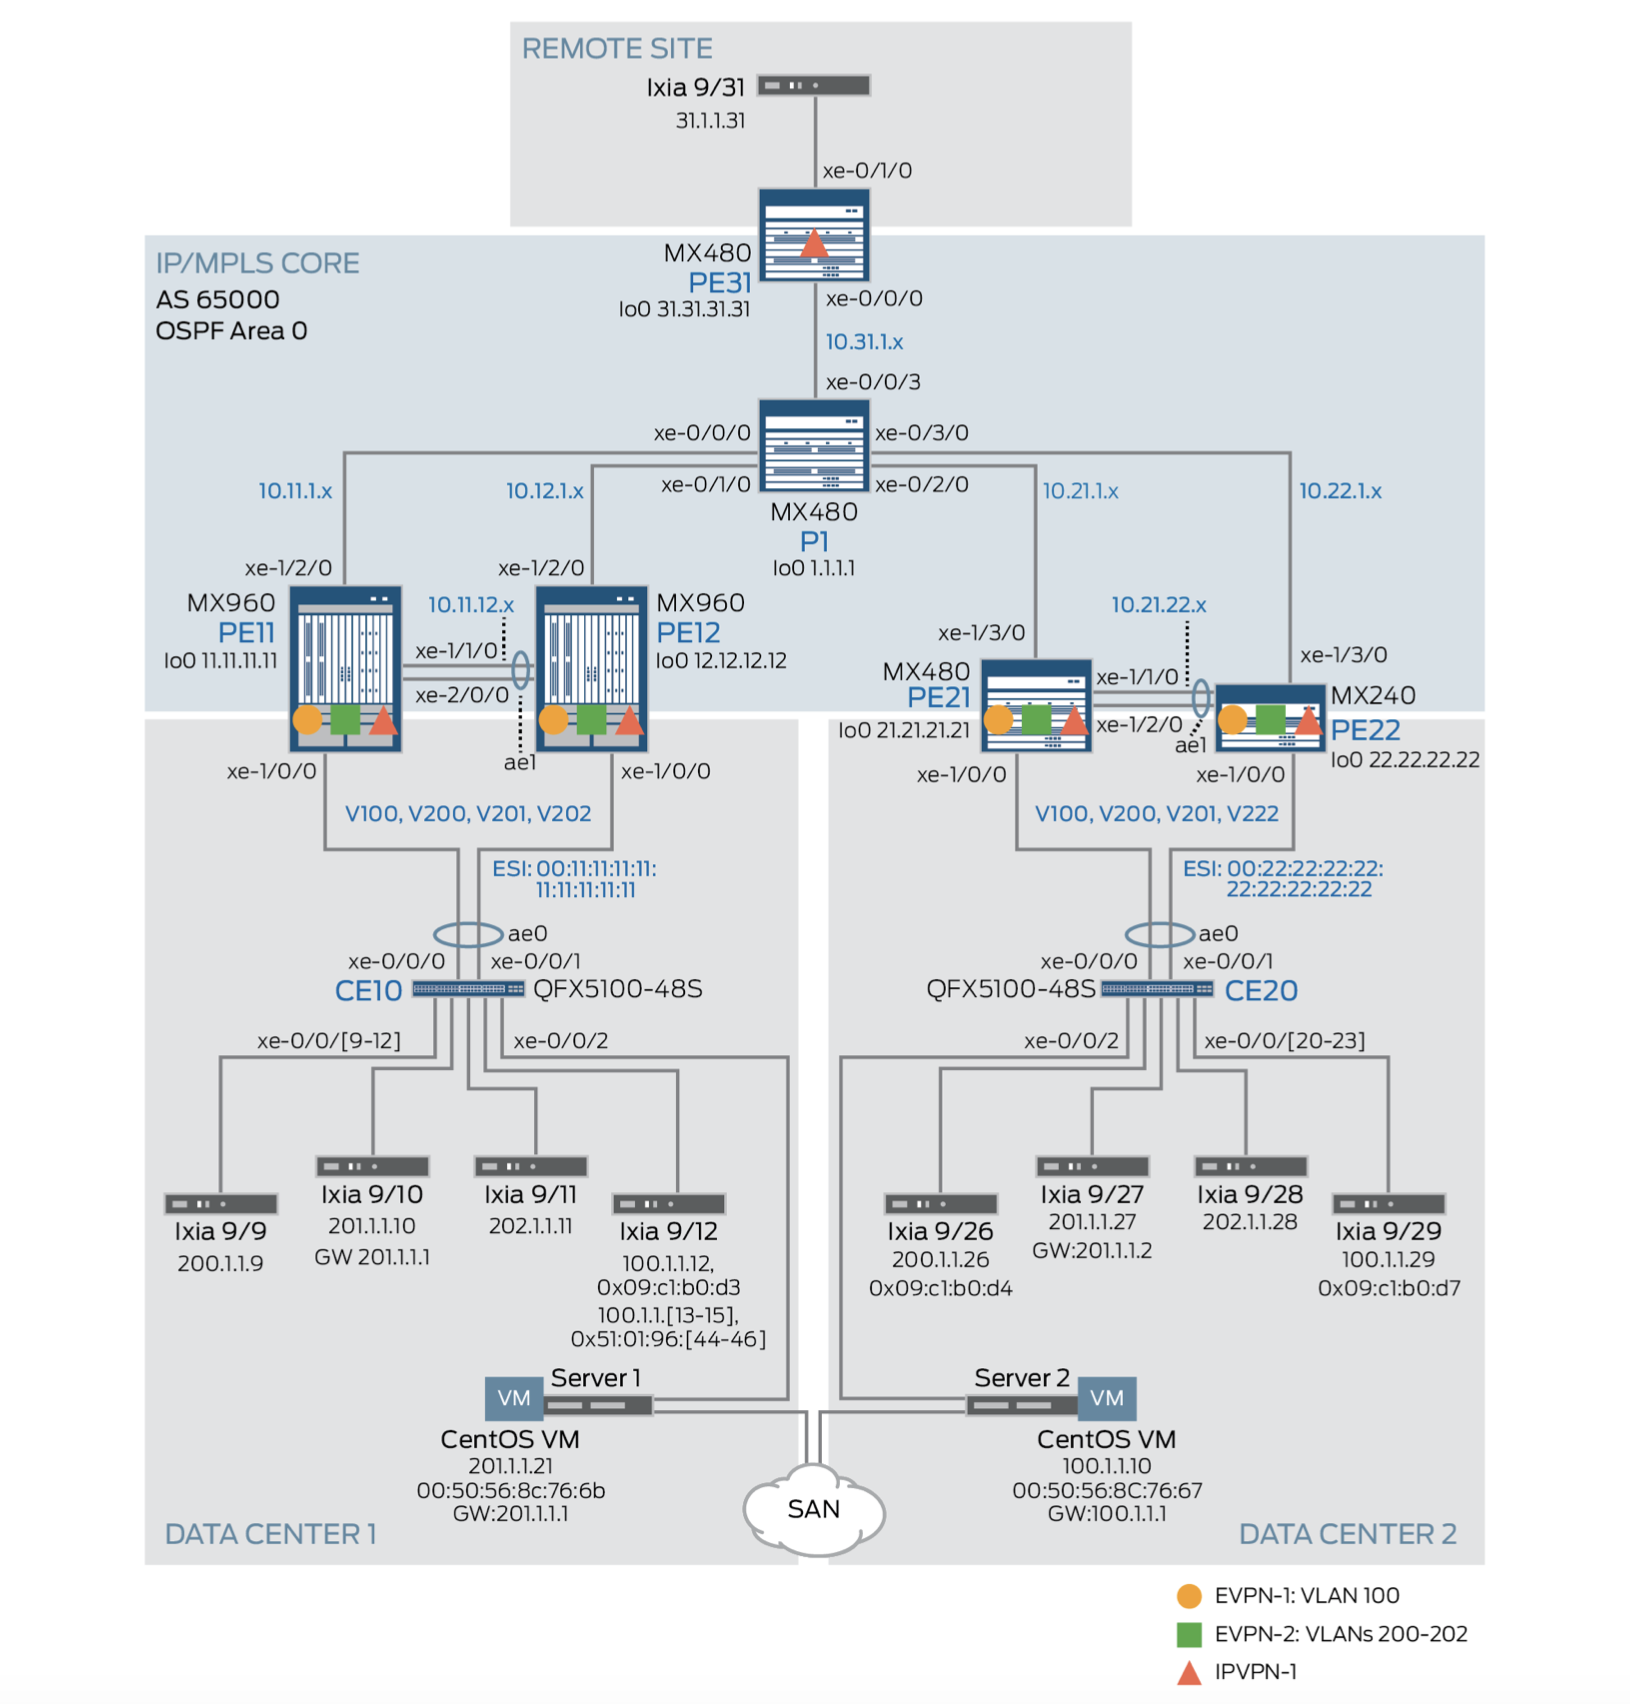 REMOTE SITE
Ixia 9/31
31.1.1.31
xe-0/1/0
MX480
PE31
lo0 31.31.31.31
xe-0/0/0
IP/MPLS CORE
AS 65000
OSPF Area 0
10.31.1.x
xe-0/0/3
xe-0/0/0
xe-0/3/0
xe-0/1/0
xe-0/2/0
10.11.1.x
10.12.1.x
10.21.1.x
10.22.1.x
MX480
P1
lo0 1.1.1.1
xe-1/2/0
xe-1/2/0
MX960
PE11
lo0 11.11.11.11
10.11.12.x
xe-1/1/0
xe-2/0/0
ae1
MX960
PE12
lo0 12.12.12.12
10.21.22.x
xe-1/3/0
xe-1/3/0
MX480
PE21
lo0 21.21.21.21
xe-1/1/0
xe-1/2/0
ae1
MX240
PE22
lo0 22.22.22.22
xe-1/0/0
xe-1/0/0
xe-1/0/0
xe-1/0/0
V100, V200, V201, V202
V100, V200, V201, V222
ESI: 00:11:11:11:11:
11:11:11:11:11
ESI: 00:22:22:22:22:
22:22:22:22:22
ae0
ae0
xe-0/0/0
xe-0/0/1
xe-0/0/0
xe-0/0/1
CE10
QFX5100-48S
QFX5100-48S
CE20
xe-0/0/[9-12]
xe-0/0/2
xe-0/0/2
xe-0/0/[20-23]
Ixia 9/9
200.1.1.9
Ixia 9/10
201.1.1.10
GW 201.1.1.1
Ixia 9/11
202.1.1.11
Ixia 9/12
100.1.1.12,
0x09:c1:b0:d3
100.1.1.[13-15],
0x51:01:96:[44-46]
Ixia 9/26
200.1.1.26
0x09:c1:b0:d4
Ixia 9/27
201.1.1.27
GW:201.1.1.2
Ixia 9/28
202.1.1.28
Ixia 9/29
100.1.1.29
0x09:c1:b0:d7
Server 1
VM
CentOS VM
201.1.1.21
00:50:56:8c:76:6b
GW:201.1.1.1
Server 2
VM
CentOS VM
100.1.1.10
00:50:56:8C:76:67
GW:100.1.1.1
SAN
DATA CENTER 1
DATA CENTER 2
EVPN-1: VLAN 100
EVPN-2: VLANs 200-202
IPVPN-1